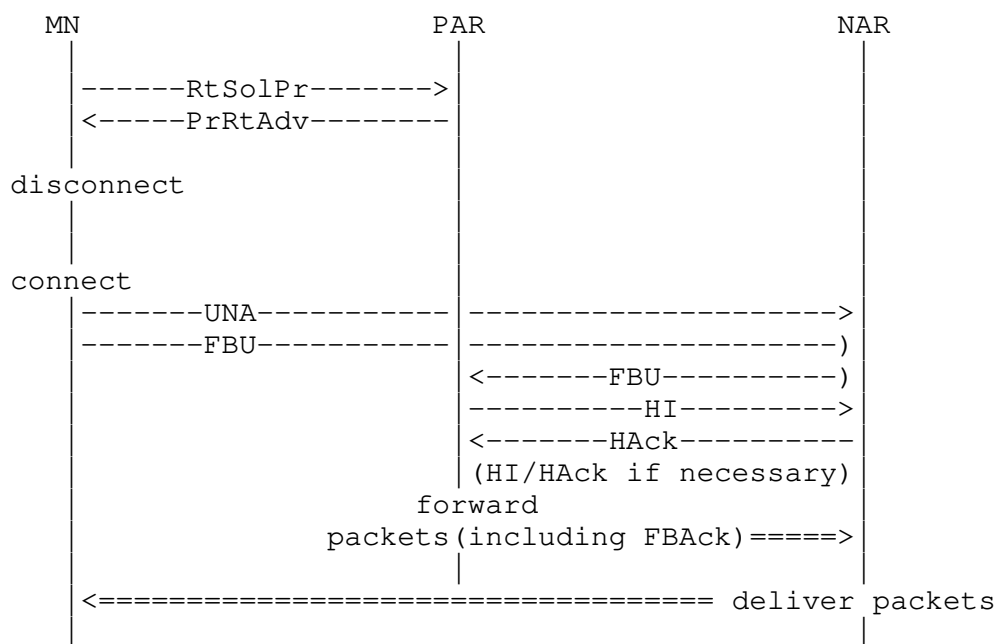 MN PAR NAR
------RtSolPr------->
<-----PrRtAdv--------
disconnect
connect
-------UNA-----------|--------------------->
-------FBU-----------|---------------------)
<-------FBU----------)
----------HI--------->
<-------HAck----------
(HI/HAck if necessary)
forward
packets(including FBAck)=====>
<=================================== deliver packets